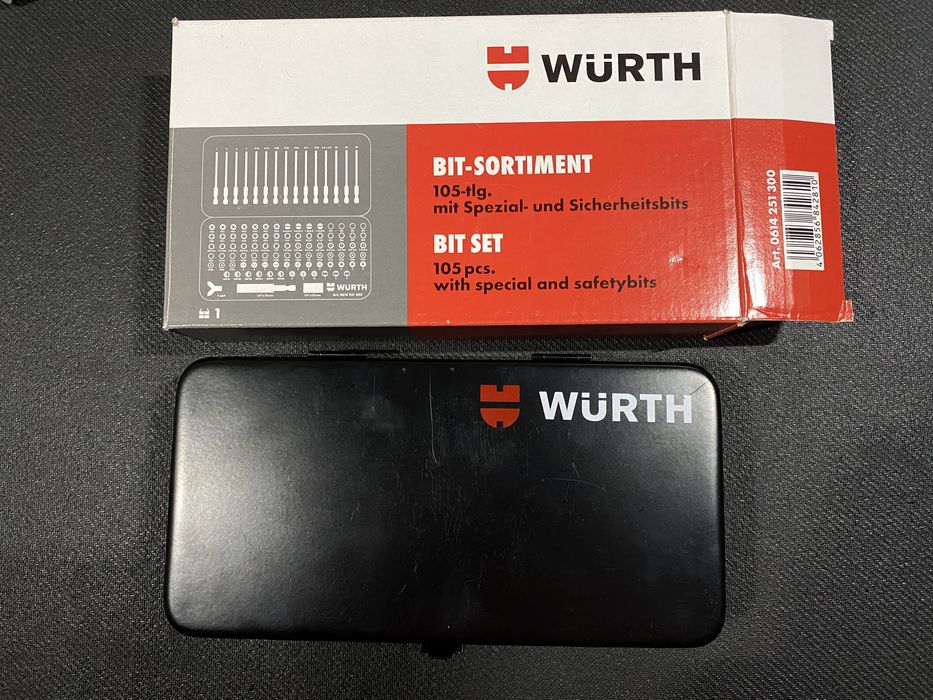 WÜRTH
BIT-SORTIMENT
105-tlg.
mit Spezial- und Sicherheitsbits
BIT SET
105 pcs.
with special and safetybits
WÜRTH
1
Art. 0614 251 300
4 062856 842810
WÜRTH